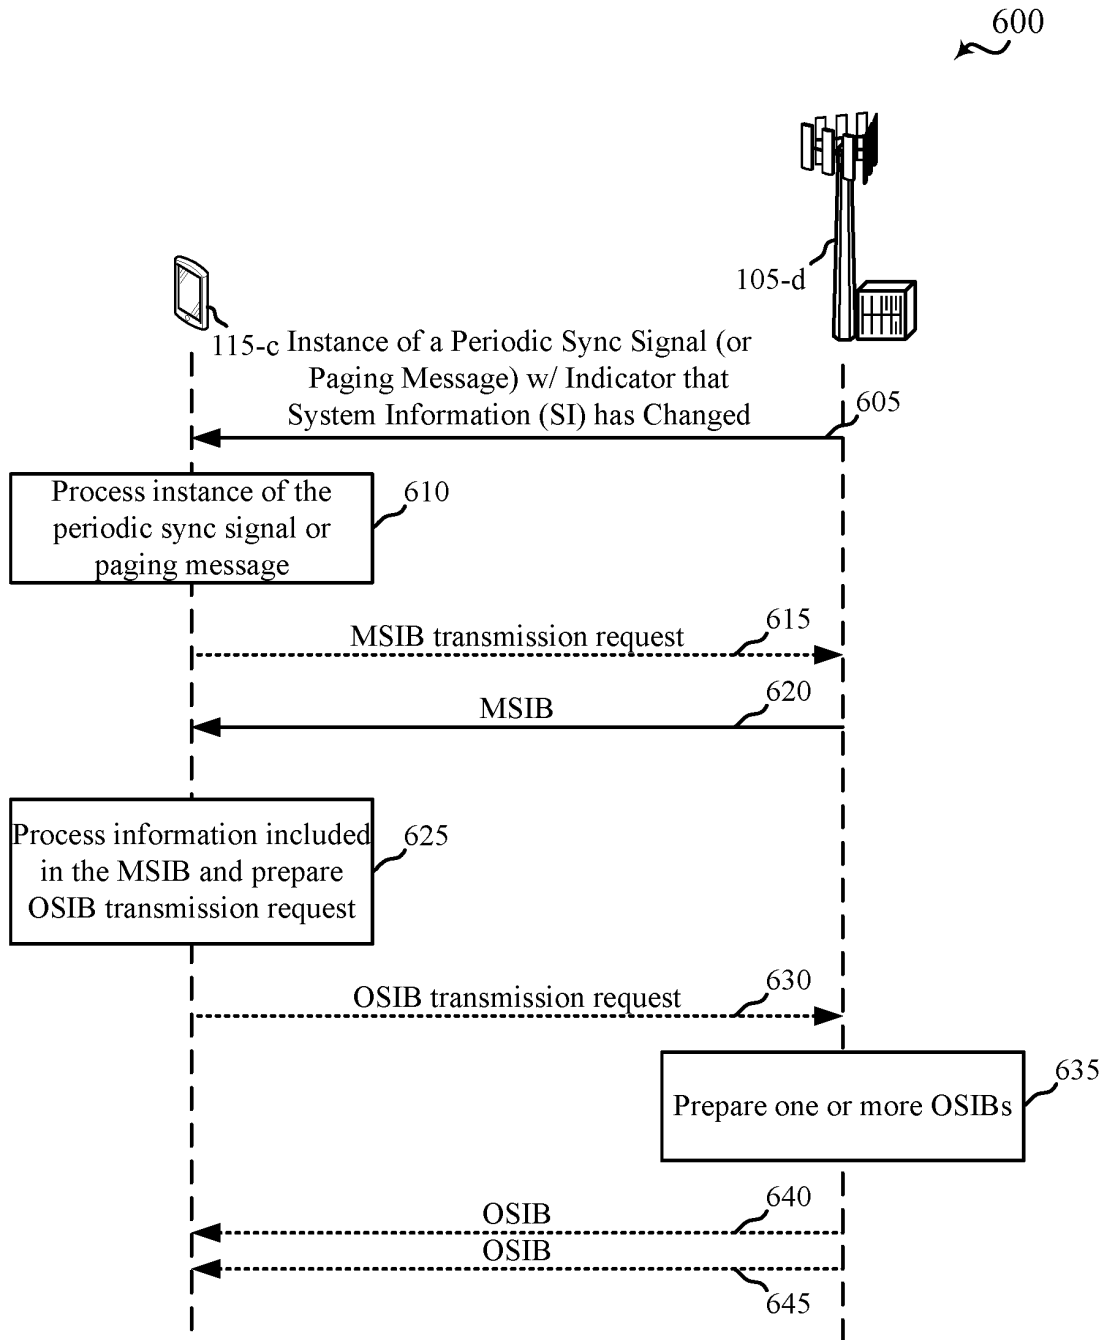 600
105-d
115-c
Instance of a Periodic Sync Signal (or
Paging Message) w/ Indicator that
System Information (SI) has Changed
605
Process instance of the
periodic sync signal or
paging message
610
MSIB transmission request
615
MSIB
620
Process information included
in the MSIB and prepare
OSIB transmission request
625
OSIB transmission request
630
Prepare one or more OSIBs
635
OSIB
640
OSIB
645